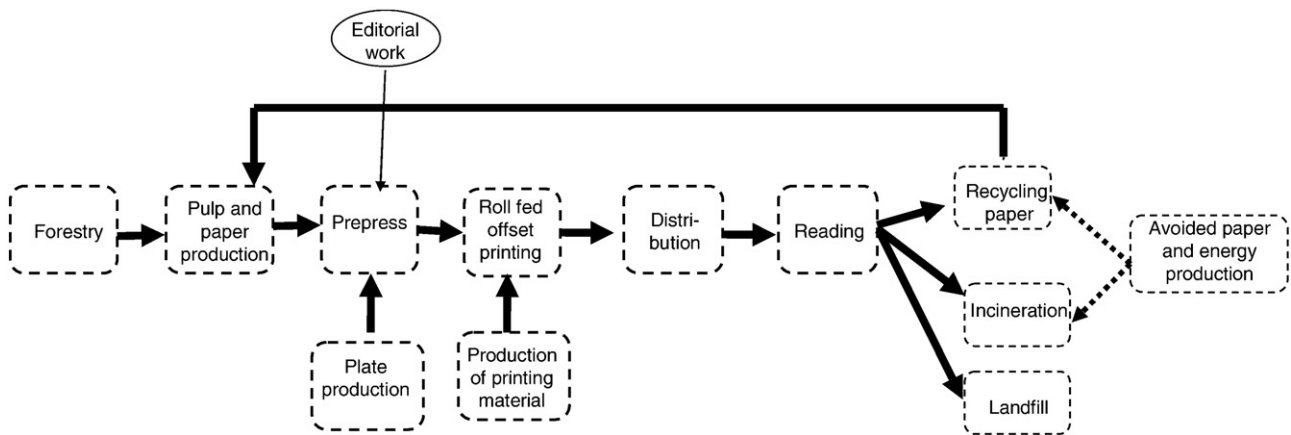 Editorial
work
Forestry
Pulp and
paper
production
Prepress
Roll fed
offset
printing
Distri-
bution
Reading
Recycling
paper
Avoided paper
and energy
production
Incineration
Plate
production
Production
of printing
material
Landfill